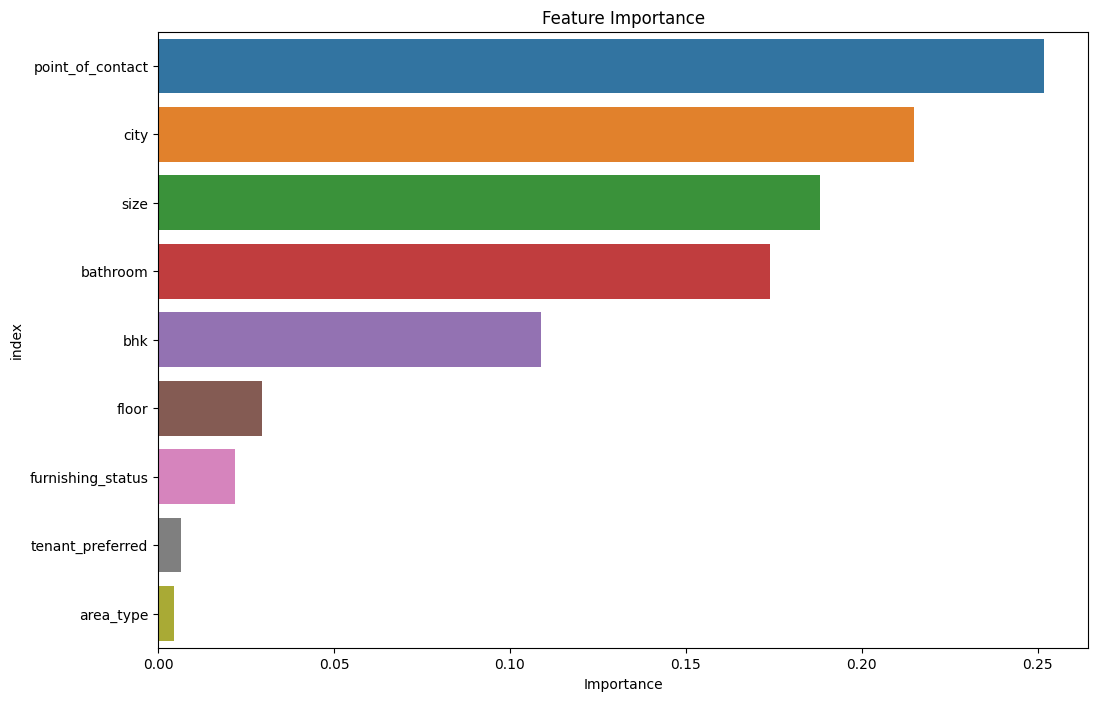 Feature Importance
point_of_contact
city
size
bathroom
bhk
floor
furnishing_status
tenant_preferred
area_type
index
0.00 0.05 0.10 0.15 0.20 0.25
Importance